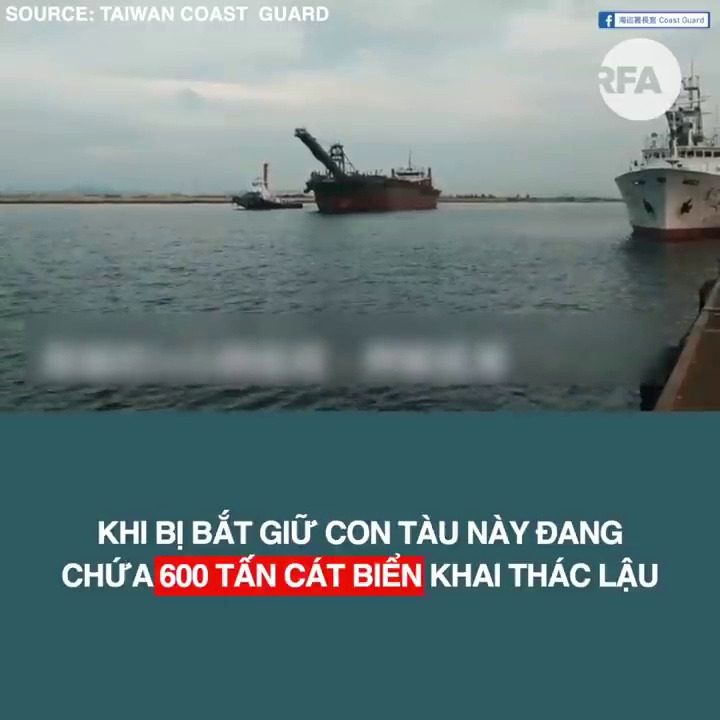 SOURCE: TAIWAN COAST GUARD
海巡署長室 Coast Guard
RFA
KHI BỊ BẮT GIỮ CON TÀU NÀY ĐANG
CHỨA 600 TẤN CÁT BIỂN KHAI THÁC LẬU